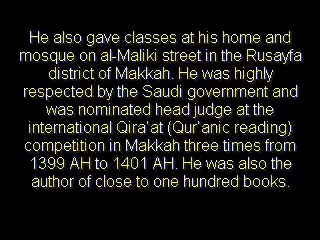 He also gave classes at his home and
mosque on al-Maliki street in the Rusayfa
district of Makkah. He was highly
respected by the Saudi government and
was nominated head judge at the
international Qira'at (Qur'anic reading)
competition in Makkah three times from
1399 AH to 1401 AH. He was also the
author of close to one hundred books.